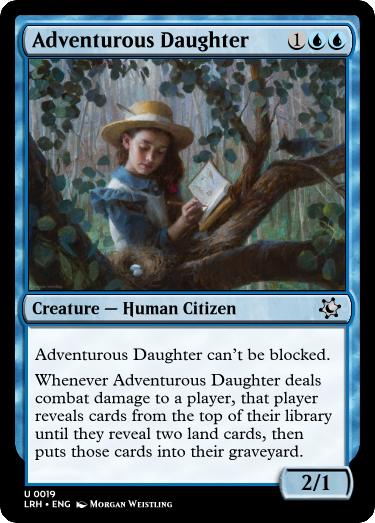 Adventurous Daughter 1
Creature — Human Citizen
Adventurous Daughter can't be blocked.
Whenever Adventurous Daughter deals
combat damage to a player, that player
reveals cards from the top of their library
until they reveal two land cards, then
puts those cards into their graveyard.
2/1
U 0019
LRH • ENG Morgan Weistling